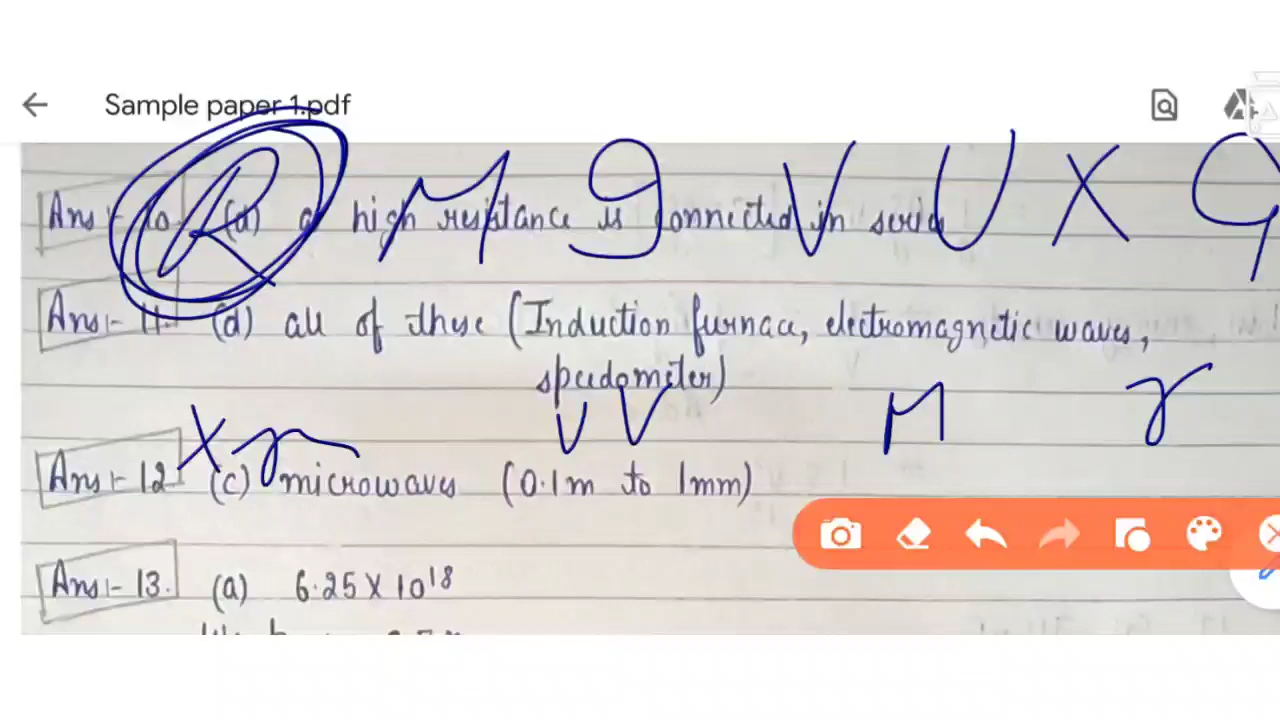 Sample paper 1.pdf
R M g V U X G
Ans:- 10. (d) a high resistance is connected in series
Ans:- 11. (d) all of these (Induction furnace, electromagnetic waves,
speedometer)
X r V V M r
Ans:- 12 (c) microwaves (0.1m to 1mm)
Ans:- 13. (a) 6.25 X 10¹⁸